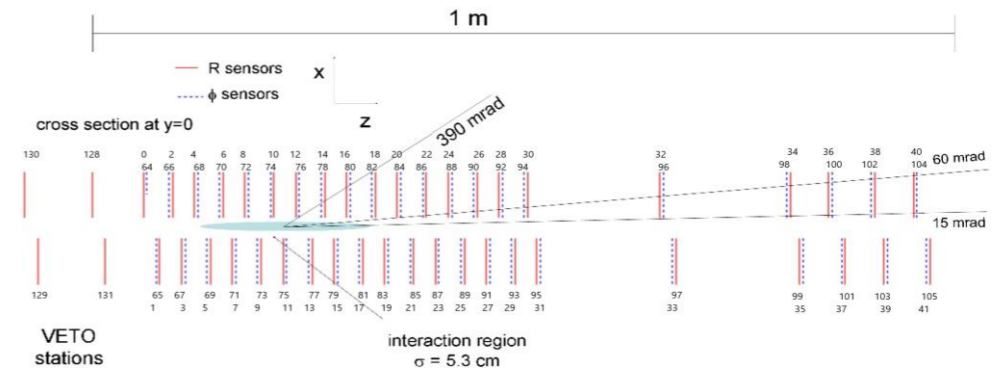 1 m
R sensors
ϕ sensors
x
z
cross section at y=0
390 mrad
130 128 0 2 4 6 8 10 12 14 16 18 20 22 24 26 28 30 32 34 36 38 40
64 66 68 70 72 74 76 78 80 82 84 86 88 90 92 94 96 98 100 102 104
60 mrad
15 mrad
129 131 65 67 69 71 73 75 77 79 81 83 85 87 89 91 93 95 97 99 101 103 105
1 3 5 7 9 11 13 15 17 19 21 23 25 27 29 31 33 35 37 39 41
VETO
stations
interaction region
σ = 5.3 cm